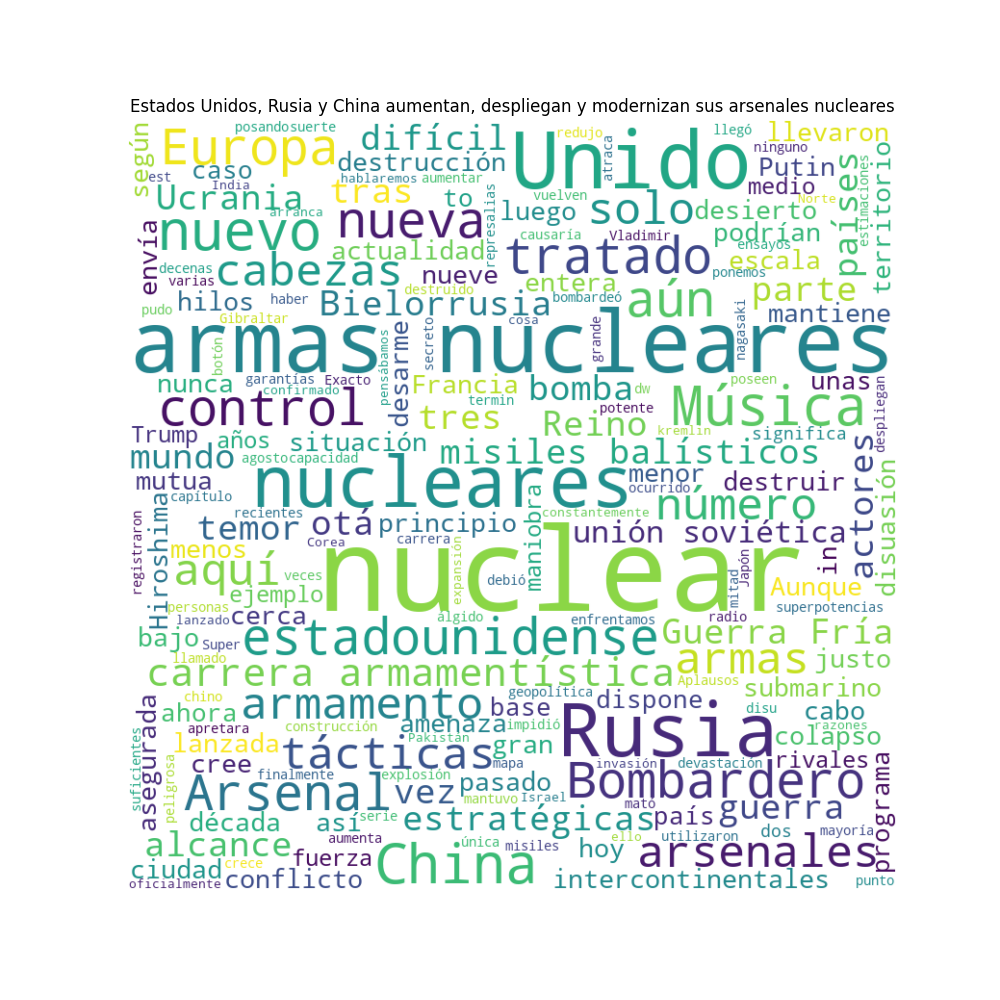 Estados Unidos, Rusia y China aumentan, despliegan y modernizan sus arsenales nucleares
según
posandosuerte
Europa
difícil
Unido
redujo
llegó
llevaron
atraca
ninguno
est
caso
destrucción
Putin
India
hablaremos
aumentar
tras
medio
países
estimaciones
territorio
Ucrania
to
represalias
vuelven
Norte
arranca
nueva
luego
solo
desierto
nuevo
causaría
Vladimir
podrían
envía
actualidad
tratado
ensayos
escala
decenas
cabezas
nueve
ponemos
varias
destruido
entera
aún
parte
hilos
haber
Bielorrusia
bombardeó
mantiene
pudo
Gibraltar
cosa
armas nucleares
botón
pensábamos
desarme
secreto
grande
nagasaki
nunca
garantías
Exacto
Francia
bomba
dw
Música
poseen
unas
confirmado
termin
despliegan
control
tres
potente
Reino
kremlin
Trump
años
situación
significa
mundo
agostocapacidad
misiles balísticos
actores
mutua
nucleares
menor
destruir
ocurrido
disuasión
Hiroshima
capítulo
número
recientes
maniobra
constantemente
registraron
temor
otá
principio
unión soviética
in
Corea
carrera
menos
nuclear
expansión
Japón
aquí
veces
debió
mitad
Aunque
ejemplo
personas
superpotencias
lanzado
cerca
álgido
enfrentamos
radio
bajo
Super
estadounidense
Guerra Fría
llamado
armas
justo
carrera armamentística
Aplausos
submarino
chino
geopolítica
asegurada
armamento
base
dispone
disu
cabo
ahora
apretara
construcción
amenaza
impidió
Rusia
razones
colapso
suficientes
lanzada
Pakistán
gran
peligrosa
cree
tácticas
mapa
invasión
devastación
rivales
finalmente
explosión
pasado
Bombardero
programa
Arsenal
vez
mantuvo
Israel
mató
guerra
década
así
serie
estratégicas
país
ello
utilizaron
dos
mayoría
aumenta
alcance
única
misiles
hoy
arsenales
crece
fuerza
China
ciudad
oficialmente
conflicto
intercontinentales
punto